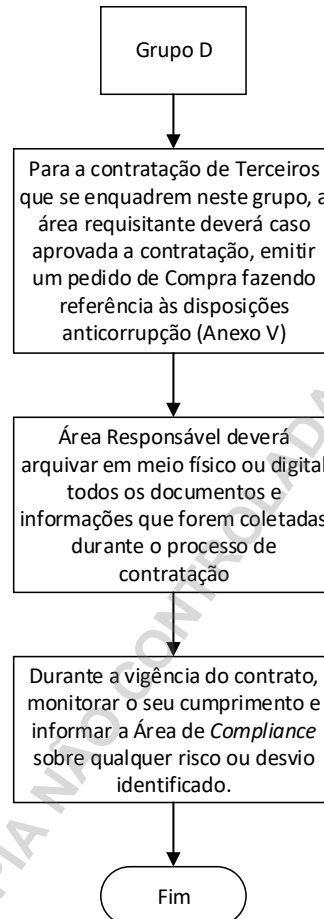 Grupo D
Para a contratação de Terceiros
que se enquadrem neste grupo, a
área requisitante deverá caso
aprovada a contratação, emitir
um pedido de Compra fazendo
referência às disposições
anticorrupção (Anexo V)
Área Responsável deverá
arquivar em meio físico ou digital
todos os documentos e
informações que forem coletadas
durante o processo de
contratação
Durante a vigência do contrato,
monitorar o seu cumprimento e
informar a Área de Compliance
sobre qualquer risco ou desvio
identificado.
Fim
PIA NÃO CONTROLADA